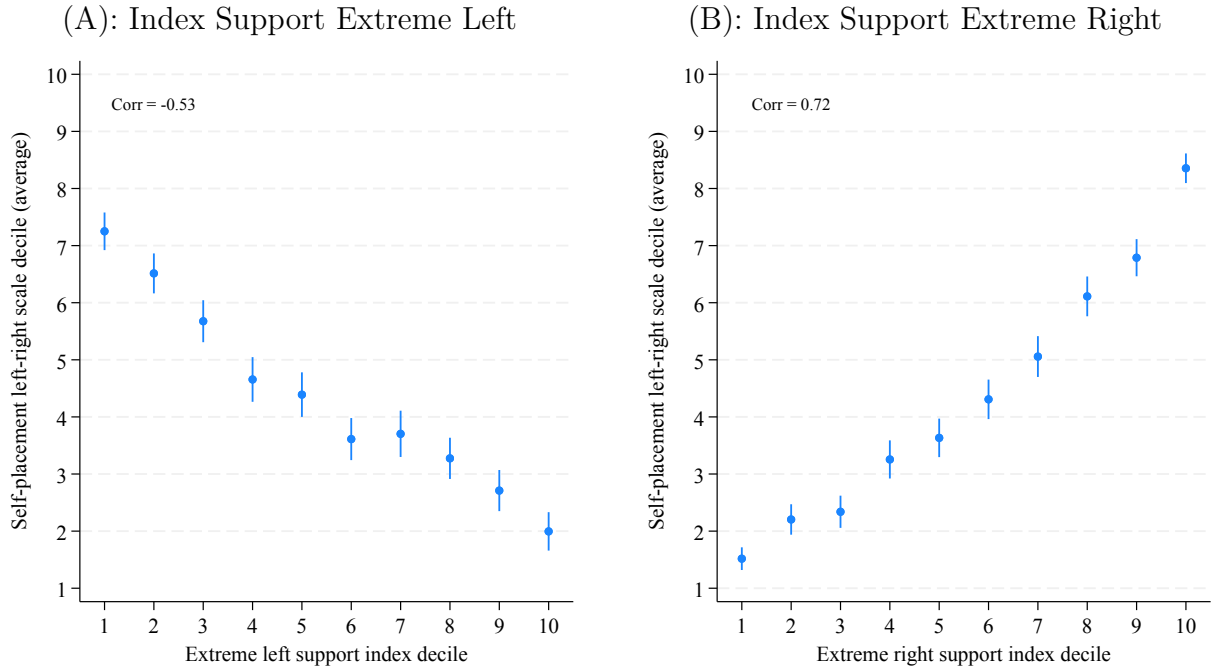 (A): Index Support Extreme Left
Self-placement left-right scale decile (average)
10
9
8
7
6
5
4
3
2
1
Corr = -0.53
1 2 3 4 5 6 7 8 9 10
Extreme left support index decile
(B): Index Support Extreme Right
Self-placement left-right scale decile (average)
10
9
8
7
6
5
4
3
2
1
Corr = 0.72
1 2 3 4 5 6 7 8 9 10
Extreme right support index decile